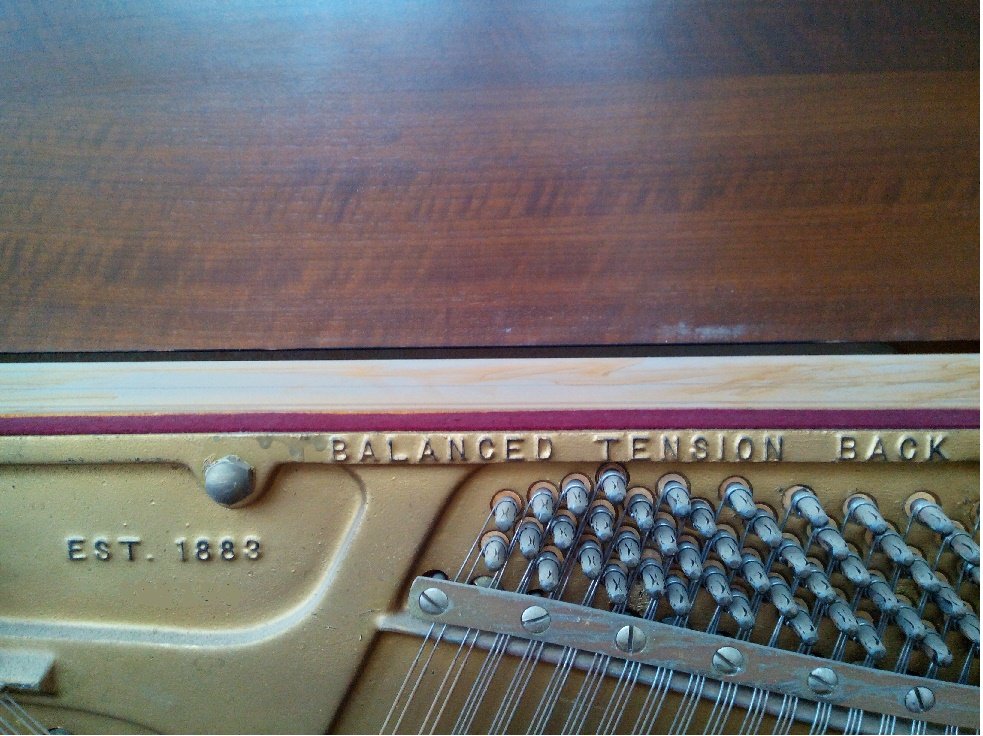 BALANCED TENSION BACK
EST. 1883